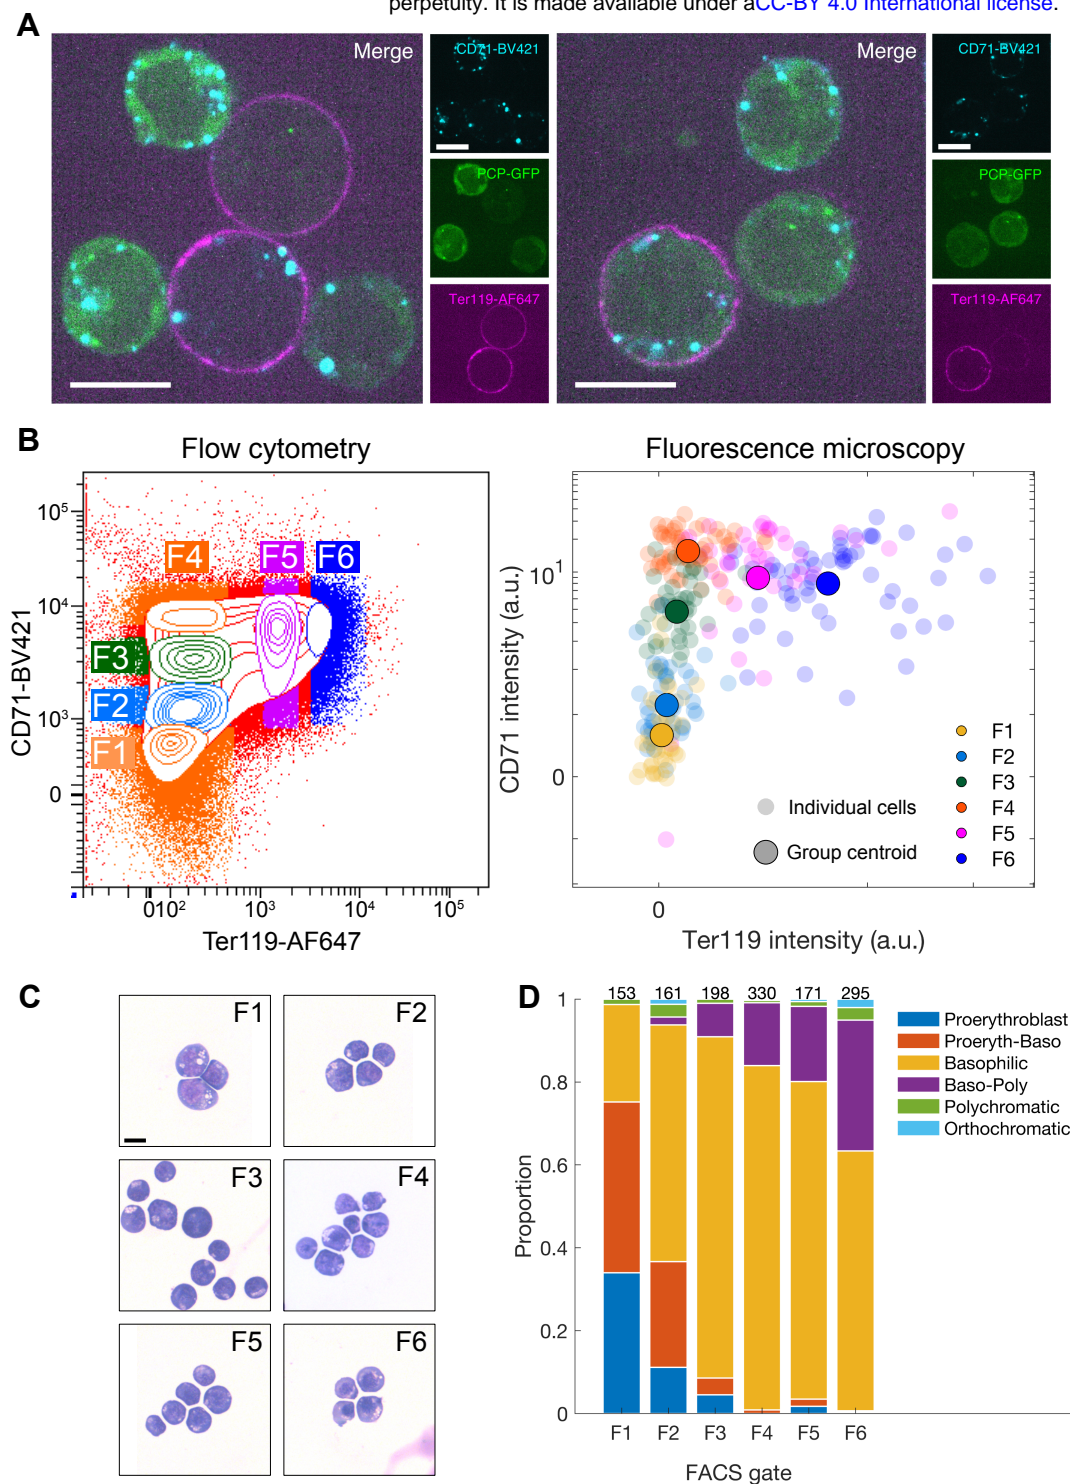 perpetuity. It is made available under aCC-BY 4.0 International license.
A
Merge
CD71-BV421
PCP-GFP
Ter119-AF647
Merge
CD71-BV421
PCP-GFP
Ter119-AF647
B
Flow cytometry
CD71-BV421
10⁵
10⁴
10³
0
F4
F5
F6
F3
F2
F1
010²
10³
10⁴
10⁵
Ter119-AF647
Fluorescence microscopy
CD71 intensity (a.u.)
10¹
0
F1
F2
F3
F4
F5
F6
Individual cells
Group centroid
0
Ter119 intensity (a.u.)
C
F1
F2
F3
F4
F5
F6
D
153 161 198 330 171 295
1
0.8
0.6
0.4
0.2
0
Proportion
F1 F2 F3 F4 F5 F6
FACS gate
Proerythroblast
Proeryth-Baso
Basophilic
Baso-Poly
Polychromatic
Orthochromatic